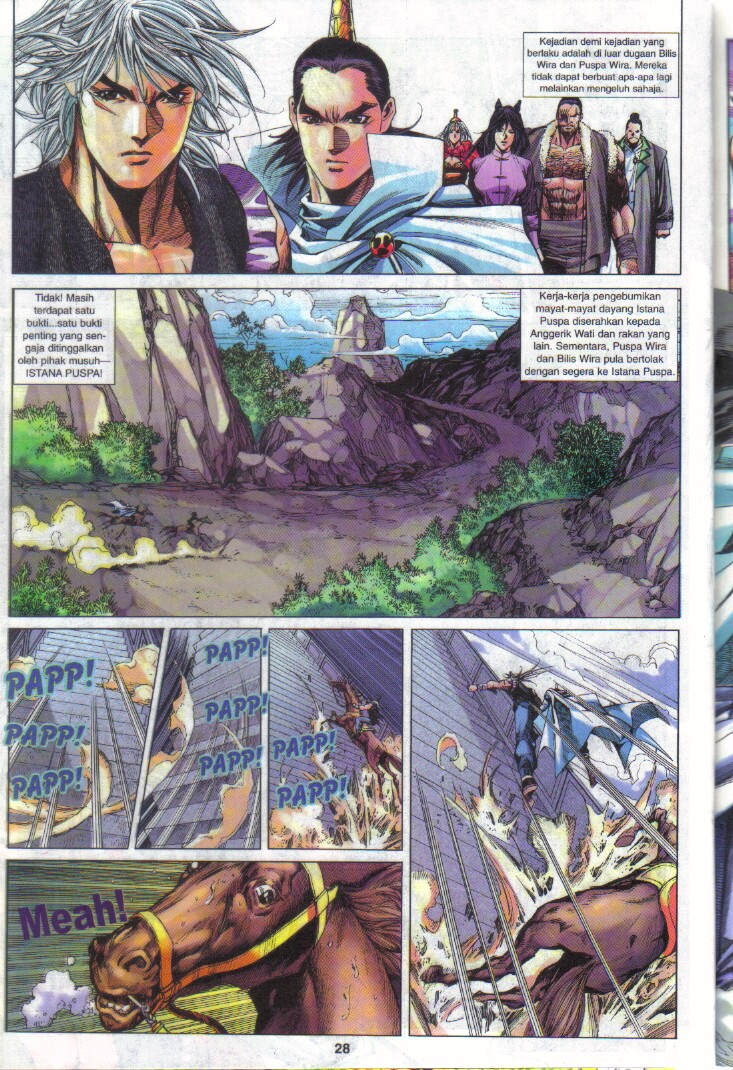 Kejadian demi kejadian yang
berlaku adalah di luar dugaan Bilis
Wira dan Puspa Wira. Mereka
tidak dapat berbuat apa-apa lagi
melainkan mengeluh sahaja.
Tidak! Masih
terdapat satu
bukti...satu bukti
penting yang sen-
gaja ditinggalkan
oleh pihak musuh—
ISTANA PUSPA!
Kerja-kerja pengebumikan
mayat-mayat dayang Istana
Puspa diserahkan kepada
Anggerik Wati dan rakan yang
lain. Sementara, Puspa Wira
dan Bilis Wira pula bertolak
dengan segera ke Istana Puspa.
PAPP!
PAPP!
PAPP!
PAPP!
PAPP!
PAPP!
PAPP!
PAPP!
Meah!
28